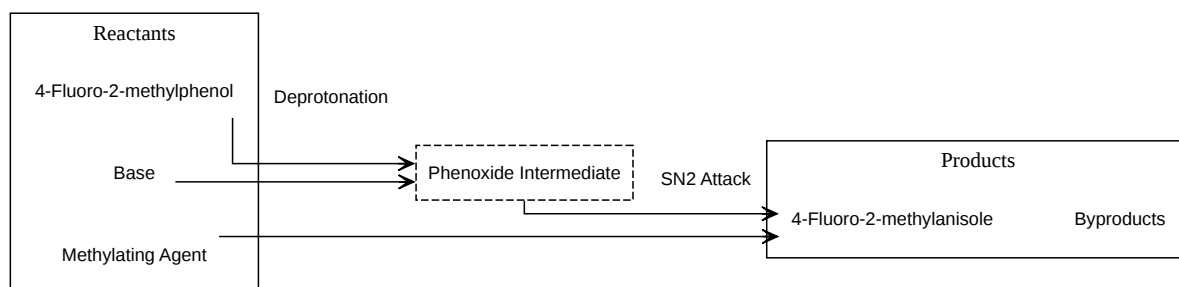 Reactants
4-Fluoro-2-methylphenol
Deprotonation
Base
Phenoxide Intermediate
SN2 Attack
Products
4-Fluoro-2-methylanisole
Byproducts
Methylating Agent